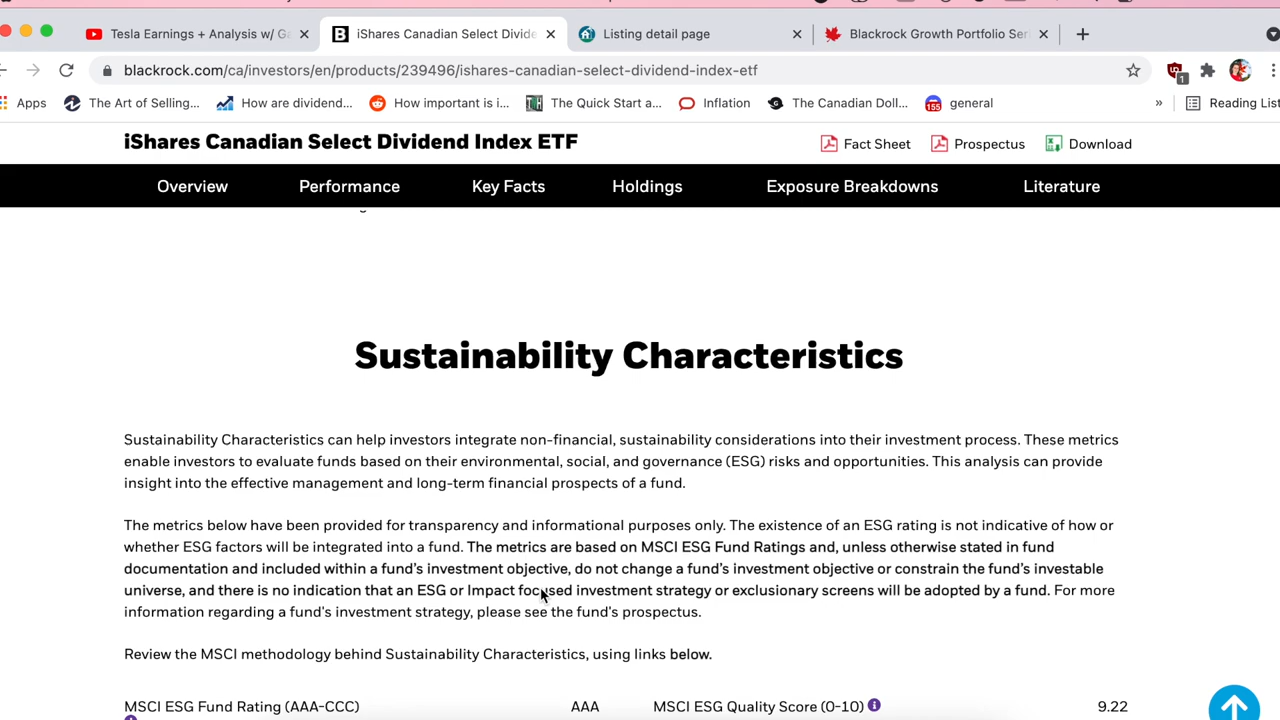 Tesla Earnings + Analysis w/ Ga
iShares Canadian Select Divide
Listing detail page
Blackrock Growth Portfolio Ser
blackrock.com/ca/investors/en/products/239496/ishares-canadian-select-dividend-index-etf
1
Apps
The Art of Selling...
How are dividend...
How important is i...
The Quick Start a...
Inflation
The Canadian Doll...
155
general
»
Reading List
iShares Canadian Select Dividend Index ETF
Fact Sheet
Prospectus
Download
Overview
Performance
Key Facts
Holdings
Exposure Breakdowns
Literature
Sustainability Characteristics
Sustainability Characteristics can help investors integrate non-financial, sustainability considerations into their investment process. These metrics
enable investors to evaluate funds based on their environmental, social, and governance (ESG) risks and opportunities. This analysis can provide
insight into the effective management and long-term financial prospects of a fund.
The metrics below have been provided for transparency and informational purposes only. The existence of an ESG rating is not indicative of how or
whether ESG factors will be integrated into a fund. The metrics are based on MSCI ESG Fund Ratings and, unless otherwise stated in fund
documentation and included within a fund's investment objective, do not change a fund's investment objective or constrain the fund's investable
universe, and there is no indication that an ESG or Impact focused investment strategy or exclusionary screens will be adopted by a fund. For more
information regarding a fund's investment strategy, please see the fund's prospectus.
Review the MSCI methodology behind Sustainability Characteristics, using links below.
MSCI ESG Fund Rating (AAA-CCC)
AAA
MSCI ESG Quality Score (0-10)
9.22